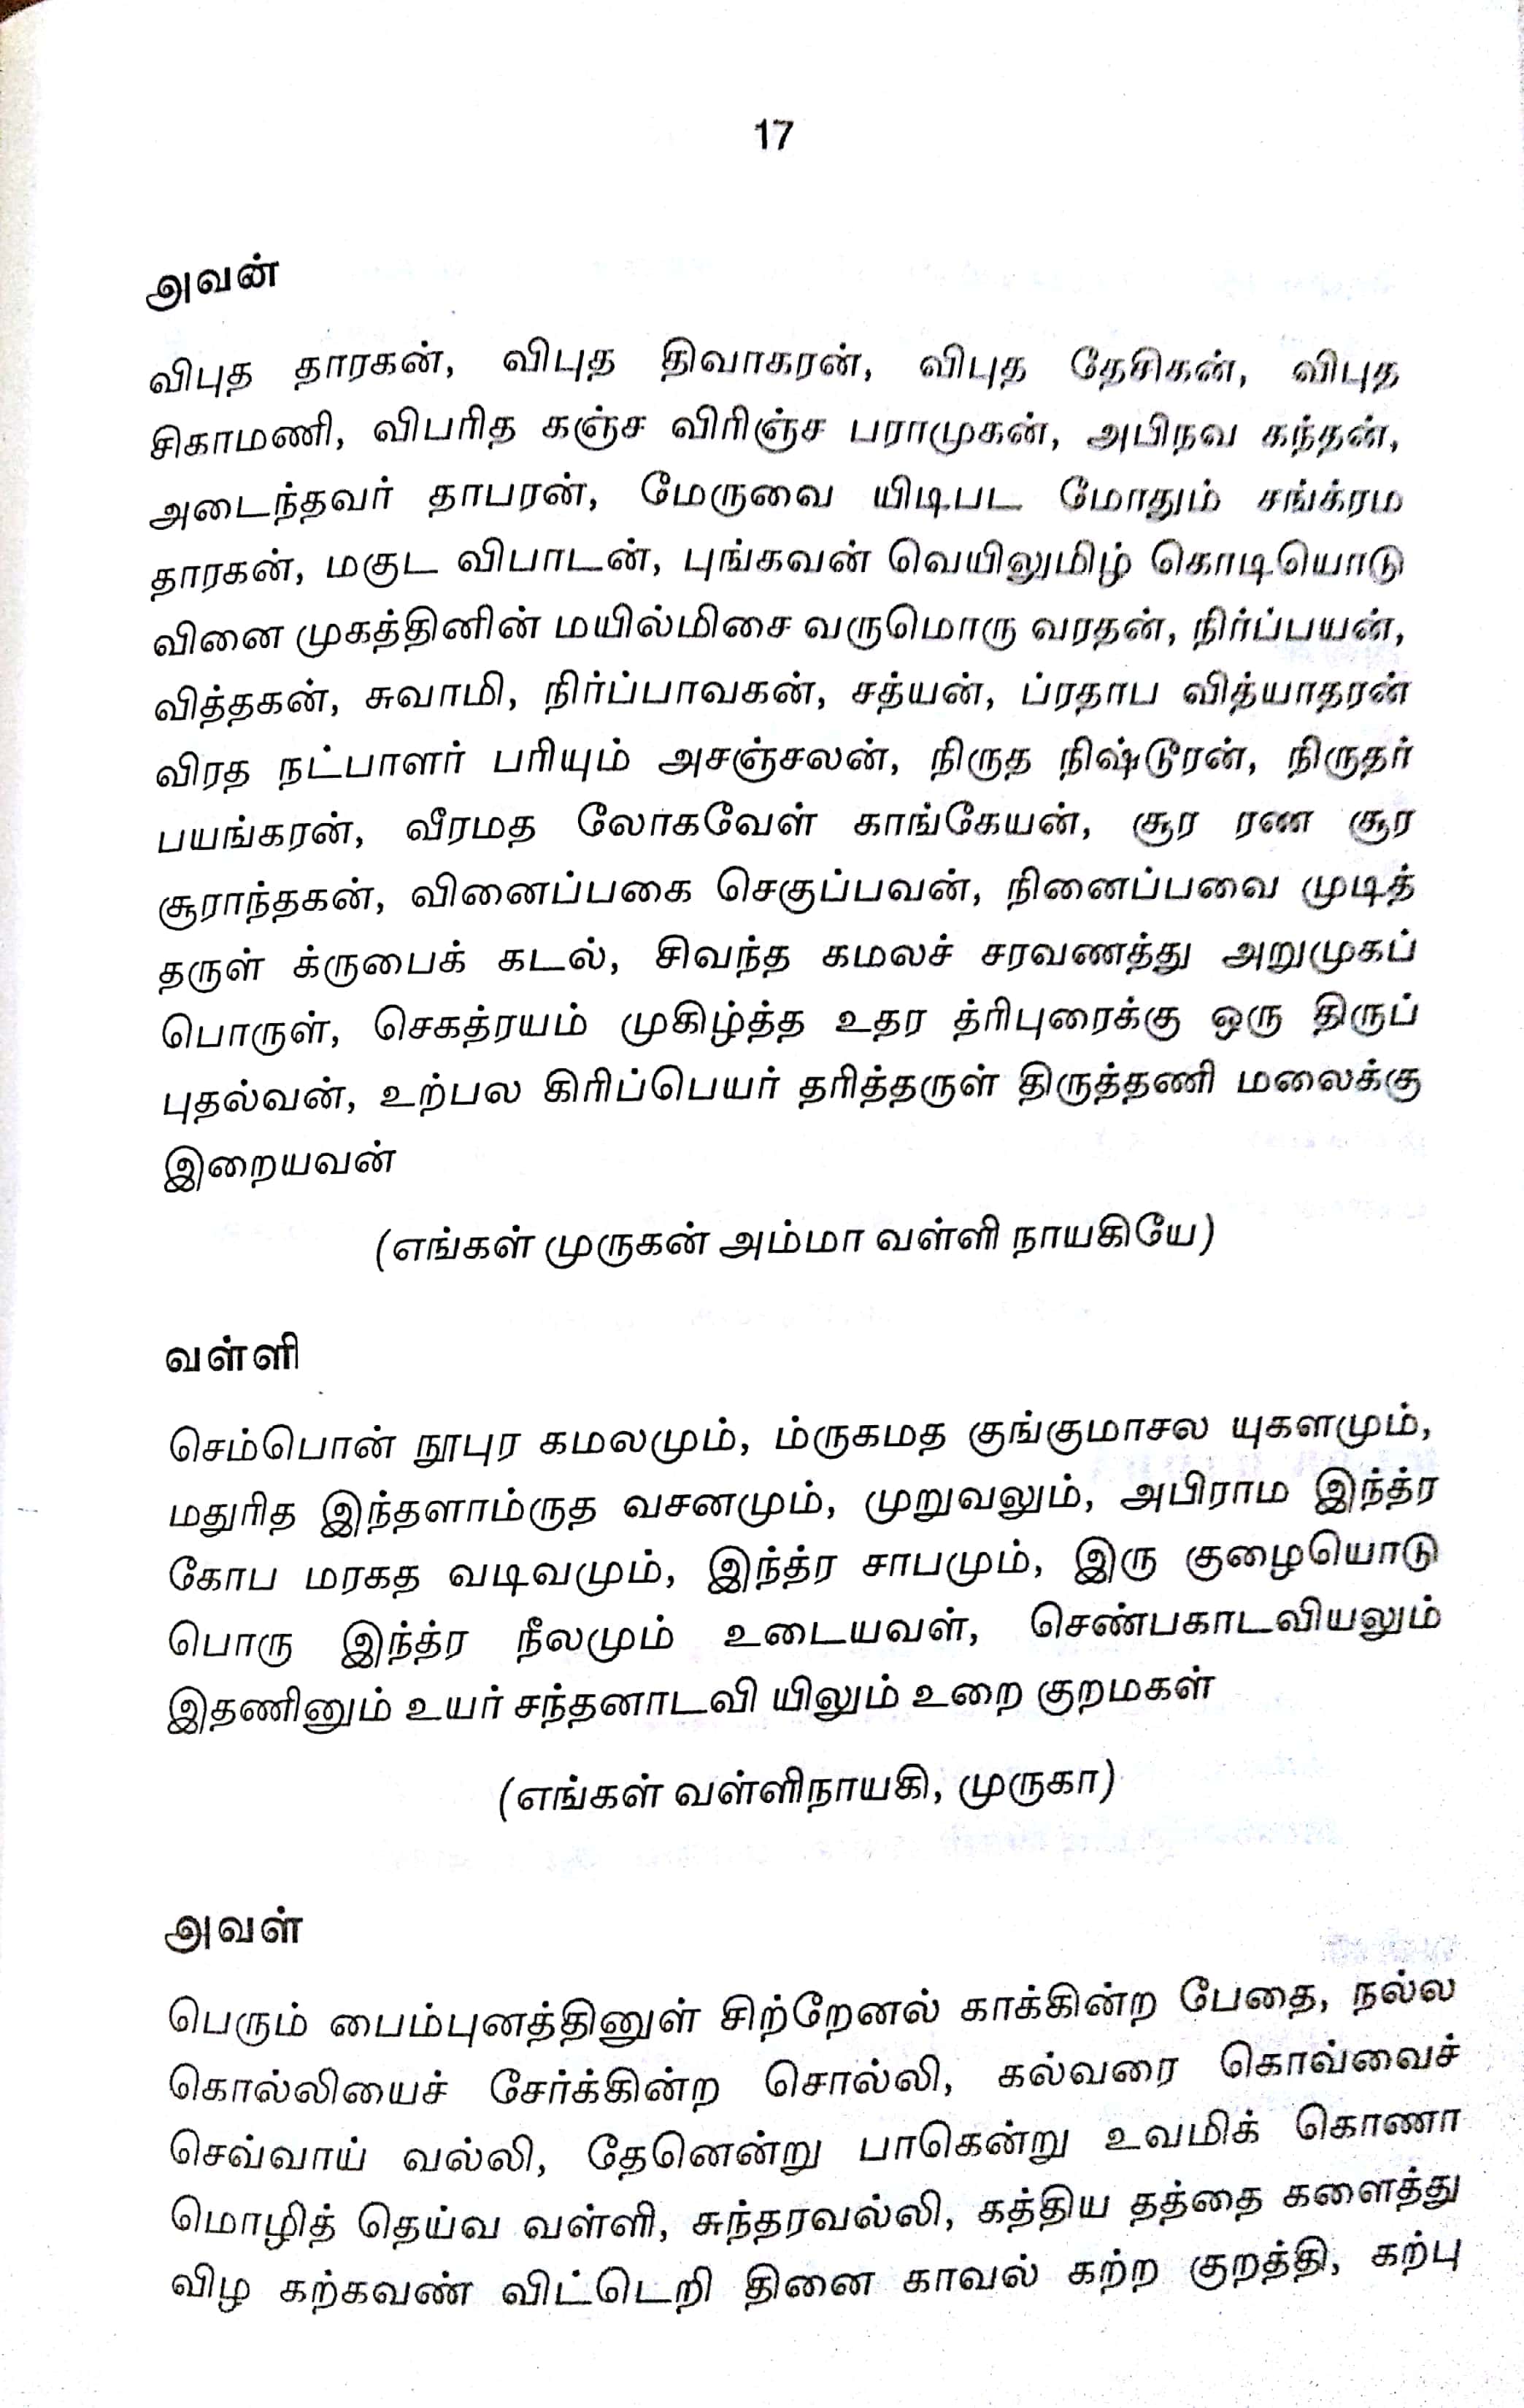 17
அவன்
விபுத தாரகன், விபுத திவாகரன், விபுத தேசிகன், விபுத
சிகாமணி, விபரித கஞ்ச விரிஞ்ச பராமுகன், அபிநவ கந்தன்,
அடைந்தவர் தாபரன், மேருவை யிடிபட மோதும் சங்க்ரம
தாரகன், மகுட விபாடன், புங்கவன் வெயிலுமிழ் கொடியொடு
வினை முகத்தினின் மயில்மிசை வருமொரு வரதன், நிர்ப்பயன்,
வித்தகன், சுவாமி, நிர்ப்பாவகன், சத்யன், ப்ரதாப வித்யாதரன்
விரத நட்பாளர் பரியும் அசஞ்சலன், நிருத நிஷ்டூரன், நிருதர்
பயங்கரன், வீரமத லோகவேள் காங்கேயன், சூர ரண சூர
சூராந்தகன், வினைப்பகை செகுப்பவன், நினைப்பவை முடித்
தருள் க்ருபைக் கடல், சிவந்த கமலச் சரவணத்து அறுமுகப்
பொருள், செகத்ரயம் முகிழ்த்த உதர த்ரிபுரைக்கு ஒரு திருப்
புதல்வன், உற்பல கிரிப்பெயர் தரித்தருள் திருத்தணி மலைக்கு
இறையவன்
(எங்கள் முருகன் அம்மா வள்ளி நாயகியே)
வள்ளி
செம்பொன் நூபுர கமலமும், ம்ருகமத குங்குமாசல யுகளமும்,
மதுரித இந்தளாம்ருத வசனமும், முறுவலும், அபிராம இந்த்ர
கோப மரகத வடிவமும், இந்த்ர சாபமும், இரு குழையொடு
பொரு இந்த்ர நீலமும் உடையவள், செண்பகாடவியலும்
இதணினும் உயர் சந்தனாடவி யிலும் உறை குறமகள்
(எங்கள் வள்ளிநாயகி, முருகா)
அவள்
பெரும் பைம்புனத்தினுள் சிற்றேனல் காக்கின்ற பேதை, நல்ல
கொல்லியைச் சேர்க்கின்ற சொல்லி, கல்வரை கொவ்வைச்
செவ்வாய் வல்லி, தேனென்று பாகென்று உவமிக் கொணா
மொழித் தெய்வ வள்ளி, சுந்தரவல்லி, கத்திய தத்தை களைத்து
விழ கற்கவண் விட்டெறி தினை காவல் கற்ற குறத்தி, கற்பு